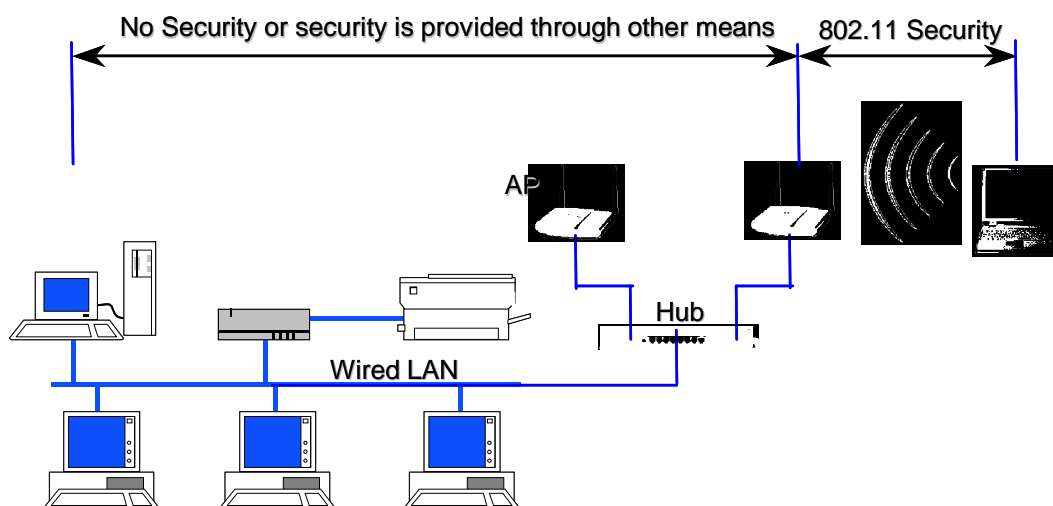 No Security or security is provided through other means
802.11 Security
AP
Hub
Wired LAN